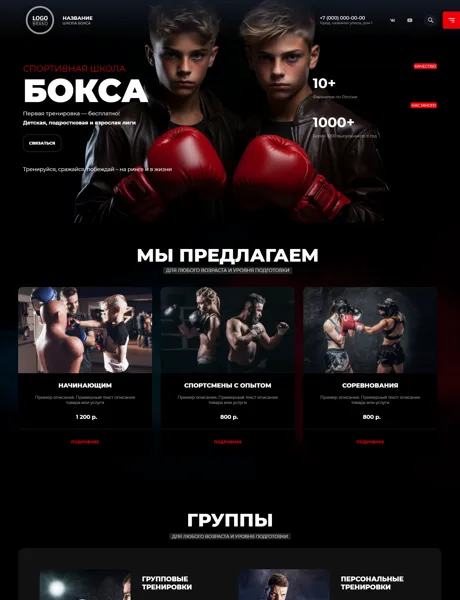 LOGO
BRAND
НАЗВАНИЕ
ШКОЛА БОКСА
+7 (000) 000-00-00
Город, название улицы, дом 1
КАЧЕСТВО
СПОРТИВНАЯ ШКОЛА
БОКСА
Первая тренировка — бесплатно!
Детская, подростковая и взрослая лиги
СВЯЗАТЬСЯ
Тренируйся, сражайся, побеждай – на ринге и в жизни
10+
Филиалов по России
НАС МНОГО
1000+
МЫ ПРЕДЛАГАЕМ
ДЛЯ ЛЮБОГО ВОЗРАСТА И УРОВНЯ ПОДГОТОВКИ
НАЧИНАЮЩИМ
Пример описания. Примерный текст описания
товара или услуги
1 200 р.
ПОДРОБНЕЕ
СПОРТСМЕНЫ С ОПЫТОМ
Пример описания. Примерный текст описания
товара или услуги
800 р.
ПОДРОБНЕЕ
СОРЕВНОВАНИЯ
Пример описания. Примерный текст описания
товара или услуги
800 р.
ПОДРОБНЕЕ
ГРУППЫ
ДЛЯ ЛЮБОГО ВОЗРАСТА И УРОВНЯ ПОДГОТОВКИ
ГРУППОВЫЕ
ТРЕНИРОВКИ
ПЕРСОНАЛЬНЫЕ
ТРЕНИРОВКИ